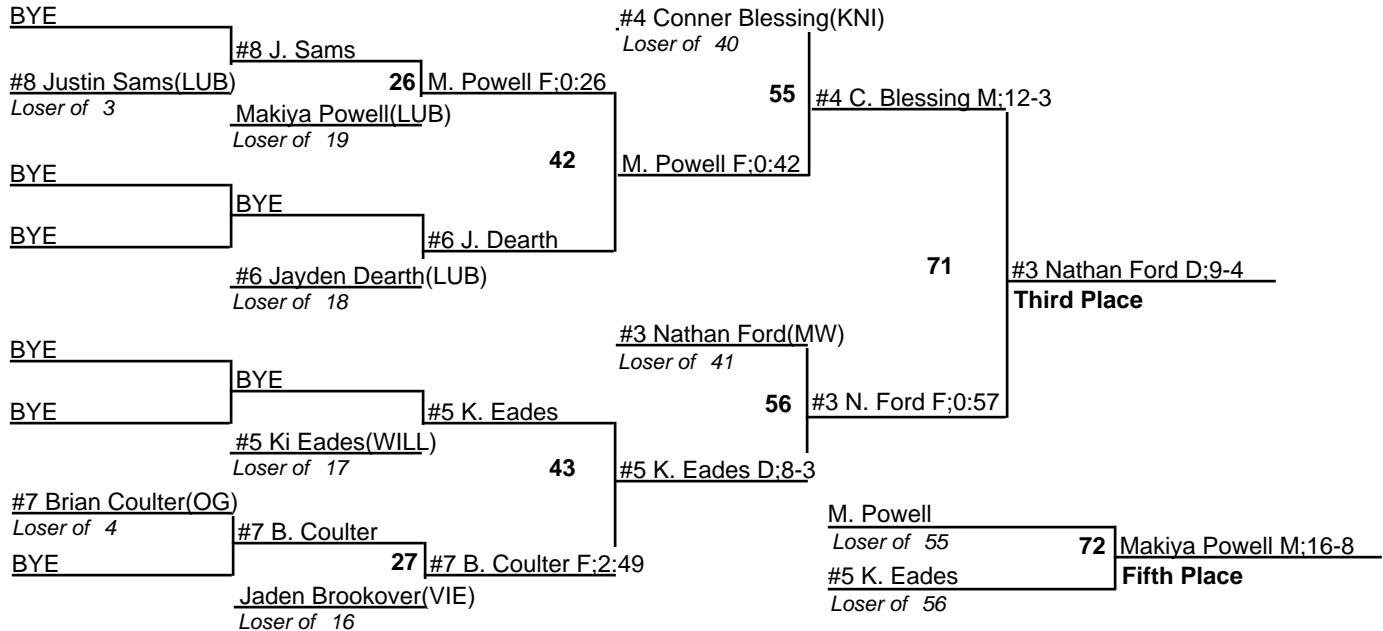 BYE
#4 Conner Blessing(KNI)
Loser of 40
#8 J. Sams
#8 Justin Sams(LUB)
Loser of 3
26
M. Powell F;0:26
55
#4 C. Blessing M;12-3
Makiya Powell(LUB)
Loser of 19
42
M. Powell F;0:42
BYE
BYE
BYE
#6 J. Dearth
71
#3 Nathan Ford D;9-4
Third Place
#6 Jayden Dearth(LUB)
Loser of 18
#3 Nathan Ford(MW)
Loser of 41
BYE
BYE
BYE
#5 K. Eades
56
#3 N. Ford F;0:57
#5 Ki Eades(WILL)
Loser of 17
43
#5 K. Eades D;8-3
#7 Brian Coulter(OG)
Loser of 4
#7 B. Coulter
BYE
27
#7 B. Coulter F;2:49
Jaden Brookover(VIE)
Loser of 16
M. Powell
Loser of 55
72
Makiya Powell M;16-8
Fifth Place
#5 K. Eades
Loser of 56